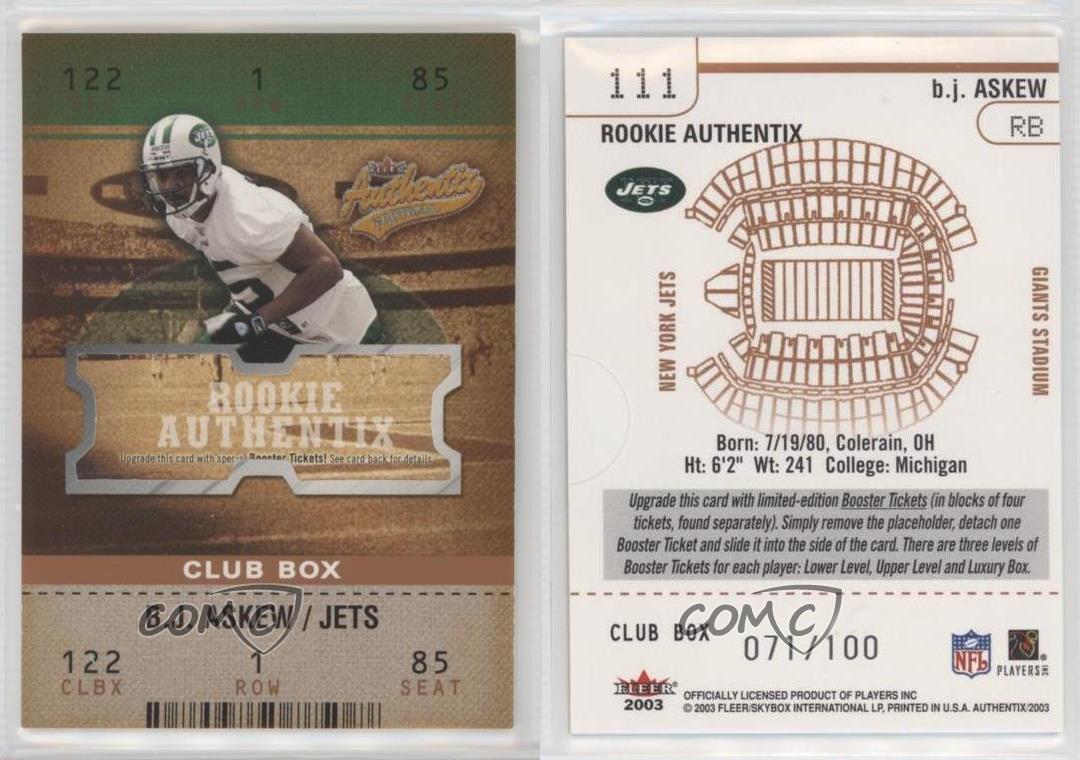 122 1 85
JETS
FLEER
Authentix
FOOTBALL
ROOKIE
AUTHENTIX
Upgrade this card with special Booster Tickets! See card back for details.
CLUB BOX
B.J. ASKEW / JETS
COMC
122 1 85
CLBX ROW SEAT
111
b.j. ASKEW
RB
ROOKIE AUTHENTIX
JETS
NEW YORK JETS
GIANTS STADIUM
Born: 7/19/80, Colerain, OH
Ht: 6'2" Wt: 241 College: Michigan
Upgrade this card with limited-edition Booster Tickets (in blocks of four
tickets, found separately). Simply remove the placeholder, detach one
Booster Ticket and slide it into the side of the card. There are three levels of
Booster Tickets for each player: Lower Level, Upper Level and Luxury Box.
COMC
CLUB BOX 071/100
NFL
PLAYERS INC
FLEER
2003
OFFICIALLY LICENSED PRODUCT OF PLAYERS INC
© 2003 FLEER/SKYBOX INTERNATIONAL LP, PRINTED IN U.S.A. AUTHENTIX/2003